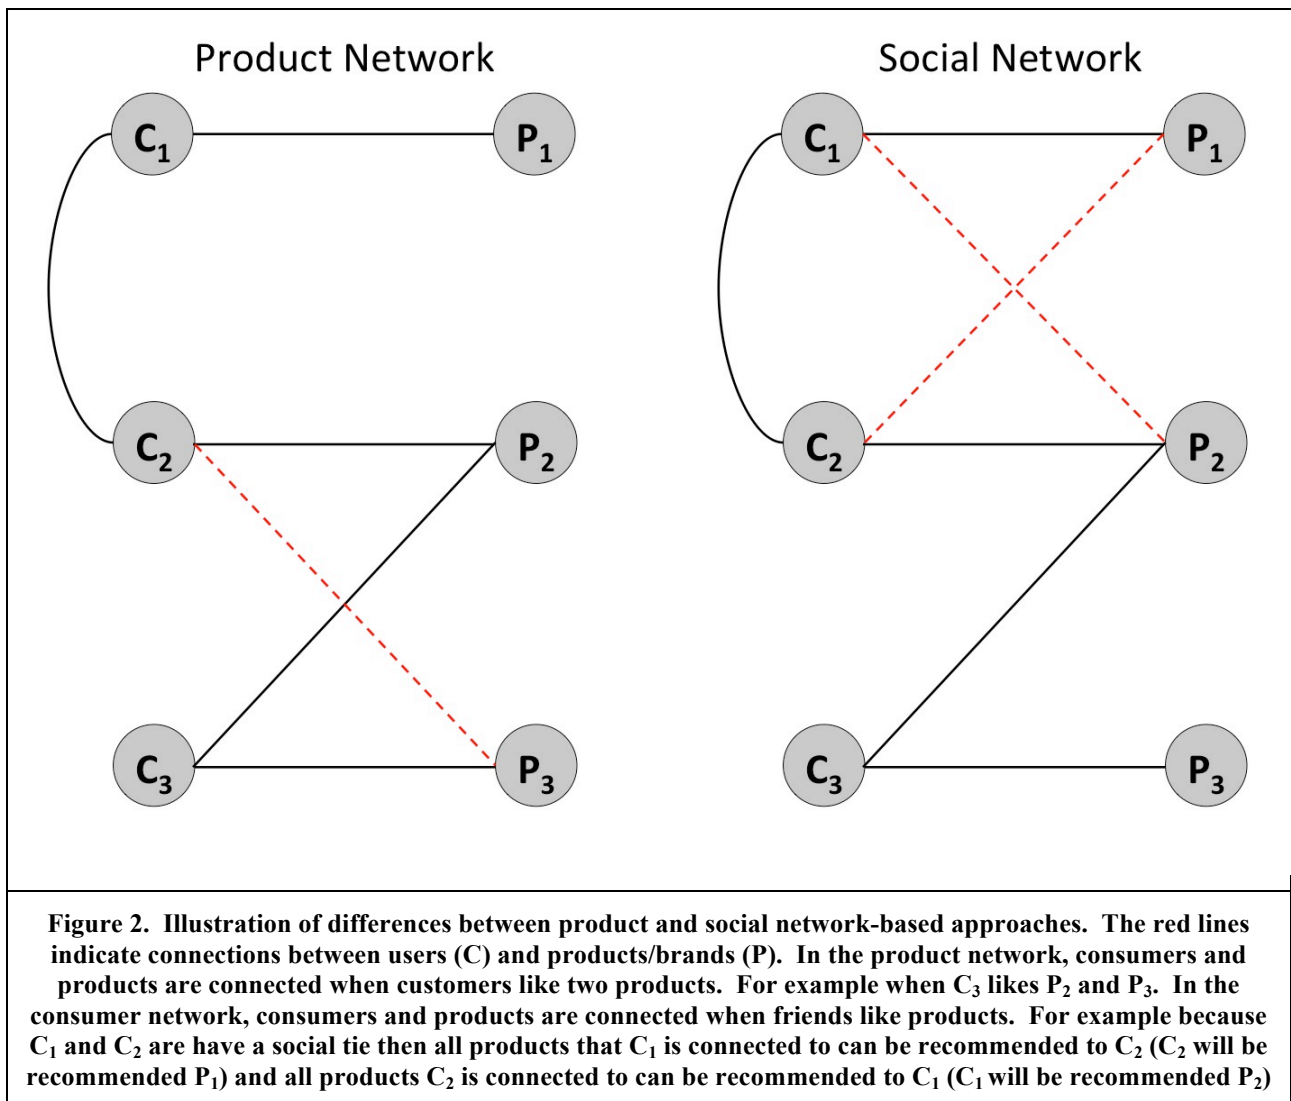 Product Network
Social Network
C1
P1
C1
P1
C2
P2
C2
P2
C3
P3
C3
P3
Figure 2. Illustration of differences between product and social network-based approaches. The red lines
indicate connections between users (C) and products/brands (P). In the product network, consumers and
products are connected when customers like two products. For example when C3 likes P2 and P3. In the
consumer network, consumers and products are connected when friends like products. For example because
C1 and C2 are have a social tie then all products that C1 is connected to can be recommended to C2 (C2 will be
recommended P1) and all products C2 is connected to can be recommended to C1 (C1 will be recommended P2)